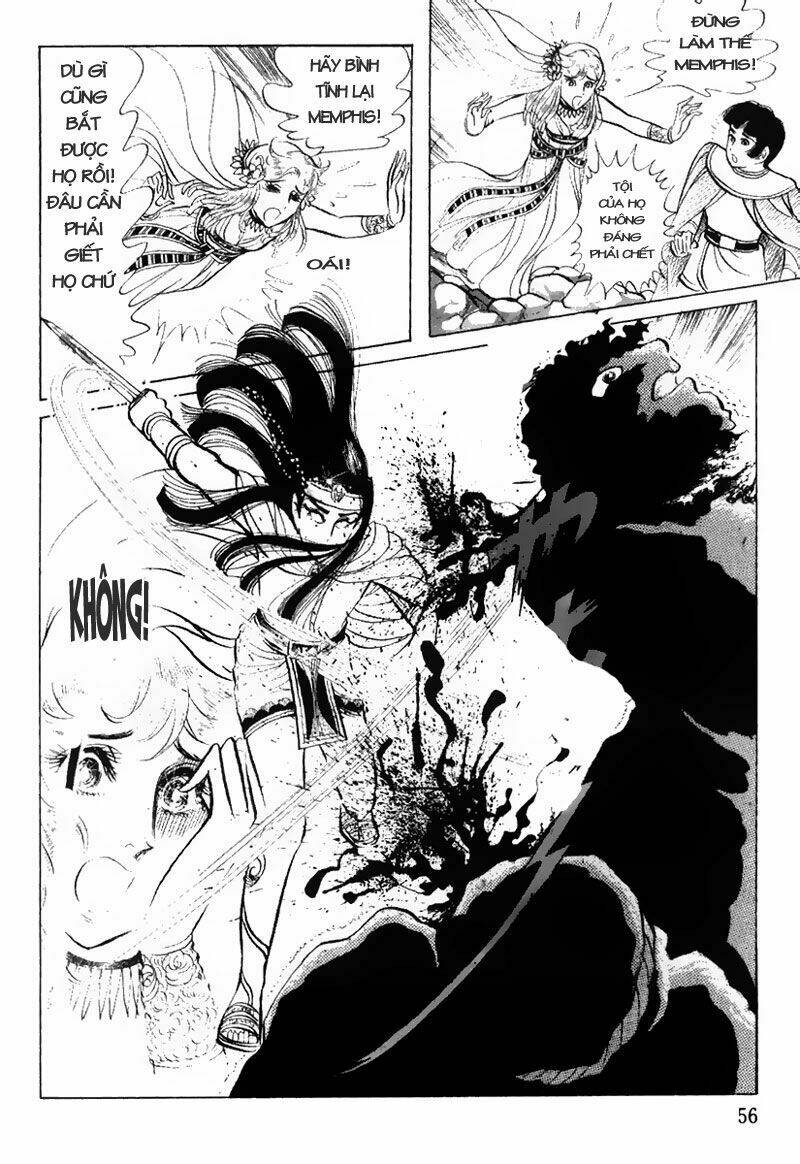 ĐỪNG
LÀM THẾ
MEMPHIS!
TỘI
CỦA HỌ
KHÔNG
ĐÁNG
PHẢI CHẾT
HÃY BÌNH
TĨNH LẠI
MEMPHIS!
DÙ GÌ
CŨNG
BẮT
ĐƯỢC
HỌ RỒI!
ĐÂU CẦN
PHẢI
GIẾT
HỌ CHỨ
OÁI!
KHÔNG!
56